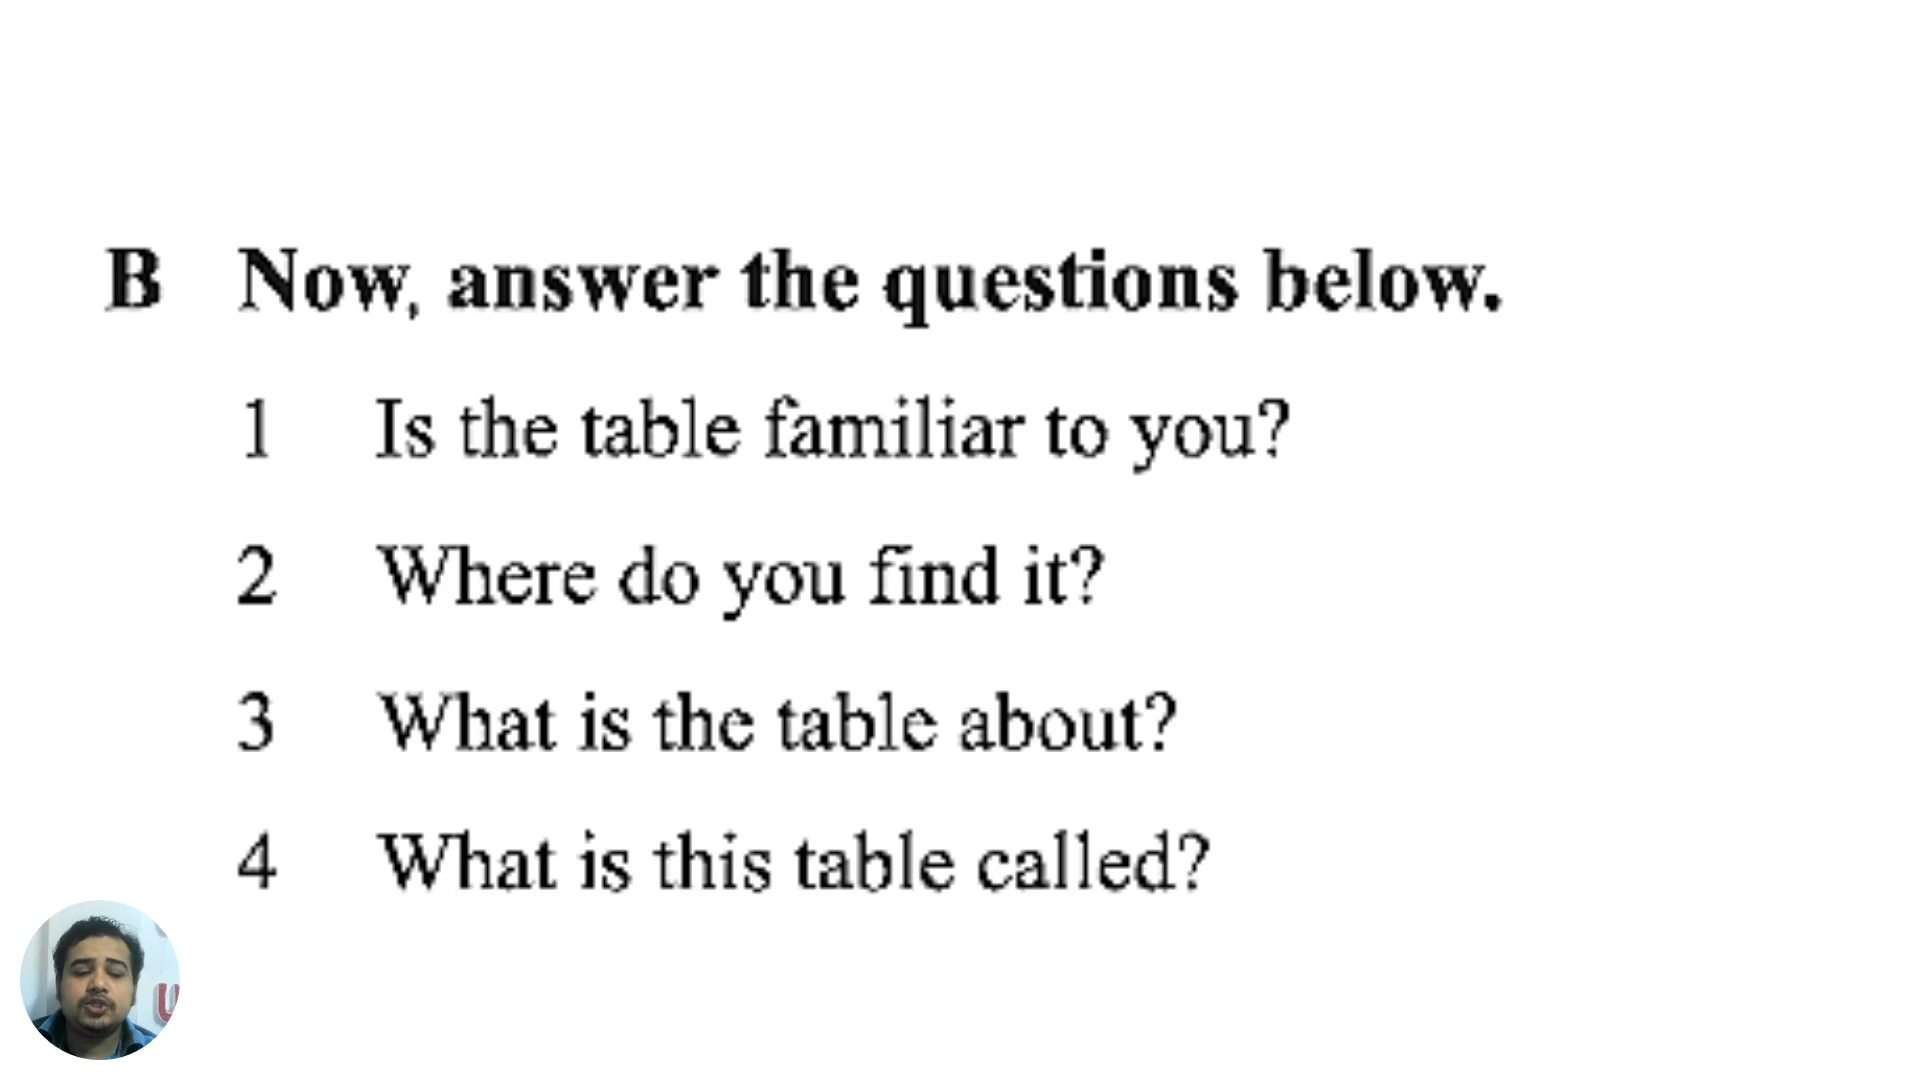 B Now, answer the questions below.
1 Is the table familiar to you?
2 Where do you find it?
3 What is the table about?
4 What is this table called?
U